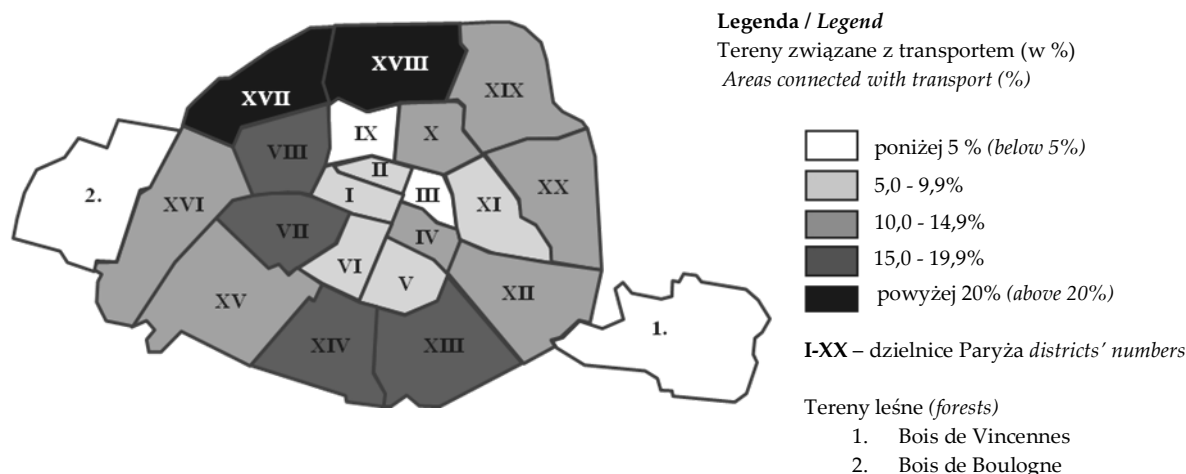 Legenda / Legend
Tereny związane z transportem (w %)
Areas connected with transport (%)
poniżej 5 % (below 5%)
5,0 - 9,9%
10,0 - 14,9%
15,0 - 19,9%
powyżej 20% (above 20%)
I-XX – dzielnice Paryża districts' numbers
Tereny leśne (forests)
1. Bois de Vincennes
2. Bois de Boulogne
XVIII
XVII
XIX
IX
X
VIII
II
XX
2.
XVI
I
III
XI
VII
IV
VI
V
XV
XII
1.
XIV
XIII